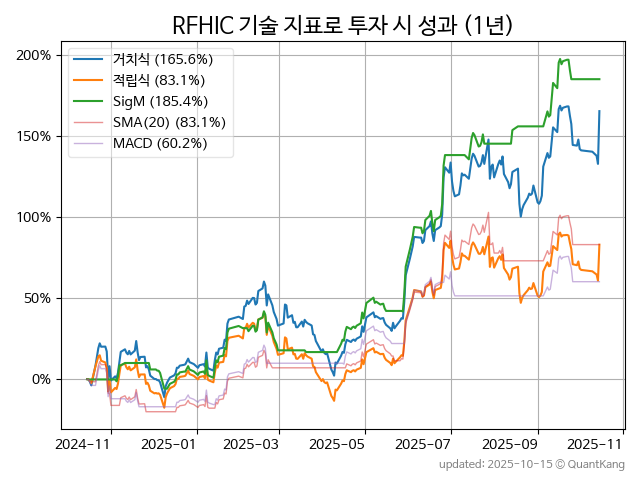 RFHIC 기술 지표로 투자 시 성과 (1년)
거치식 (165.6%)
적립식 (83.1%)
SigM (185.4%)
SMA(20) (83.1%)
MACD (60.2%)
200%
150%
100%
50%
0%
2024-11 2025-01 2025-03 2025-05 2025-07 2025-09 2025-11
updated: 2025-10-15 © QuantKang